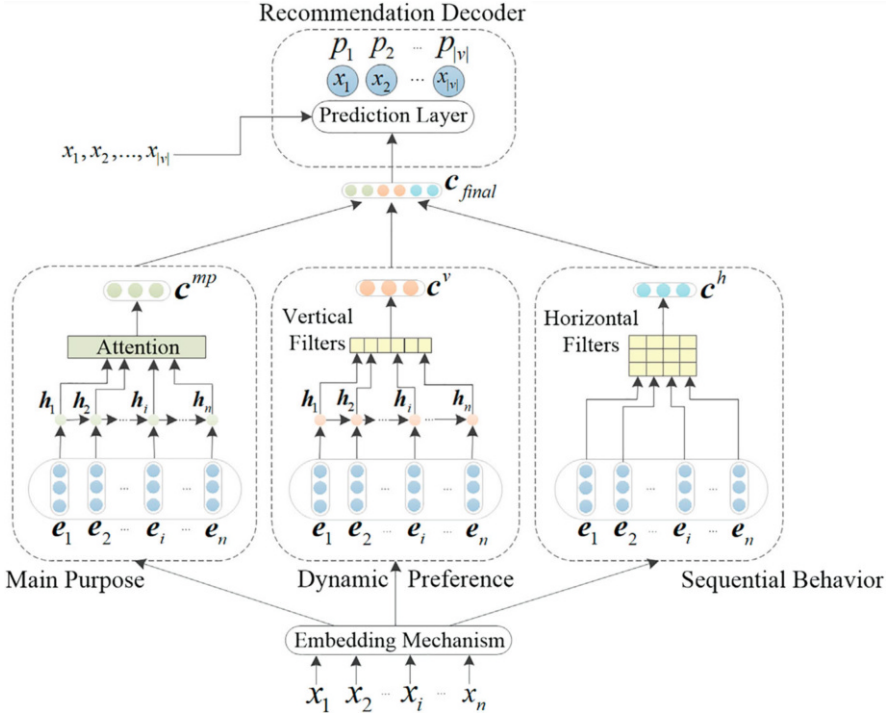 Recommendation Decoder
p₁ p₂ ... p|v|
x₁ x₂ ... x|v|
Prediction Layer
x₁, x₂, ..., x|v|
c final
c^mp
c^v
c^h
Vertical
Filters
Horizontal
Filters
Attention
h₁ h₂ hᵢ hₙ
h₁ h₂ hᵢ hₙ
e₁ e₂ ... eᵢ ... eₙ
e₁ e₂ ... eᵢ ... eₙ
e₁ e₂ ... eᵢ ... eₙ
Main Purpose
Dynamic Preference
Sequential Behavior
Embedding Mechanism
x₁ x₂ ... xᵢ ... xₙ